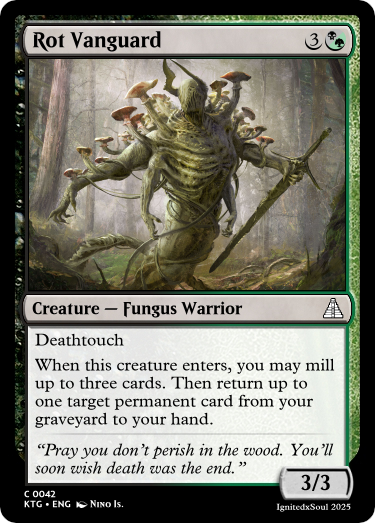 Rot Vanguard 3
Creature — Fungus Warrior
Deathtouch
When this creature enters, you may mill
up to three cards. Then return up to
one target permanent card from your
graveyard to your hand.
“Pray you don’t perish in the wood. You’ll
soon wish death was the end.”
3/3
C 0042
KTG • ENG Nino Is.
IgnitedxSoul 2025